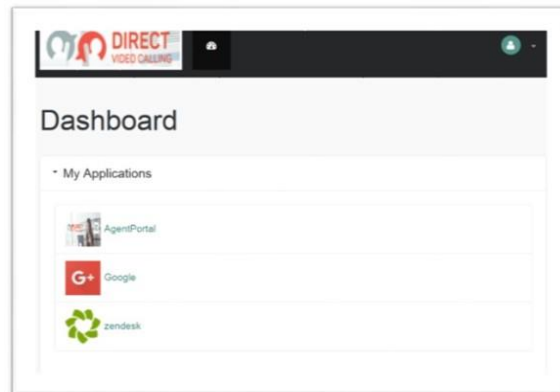 DIRECT
VIDEO CALLING
Dashboard
My Applications
AgentPortal
G+ Google
zendesk